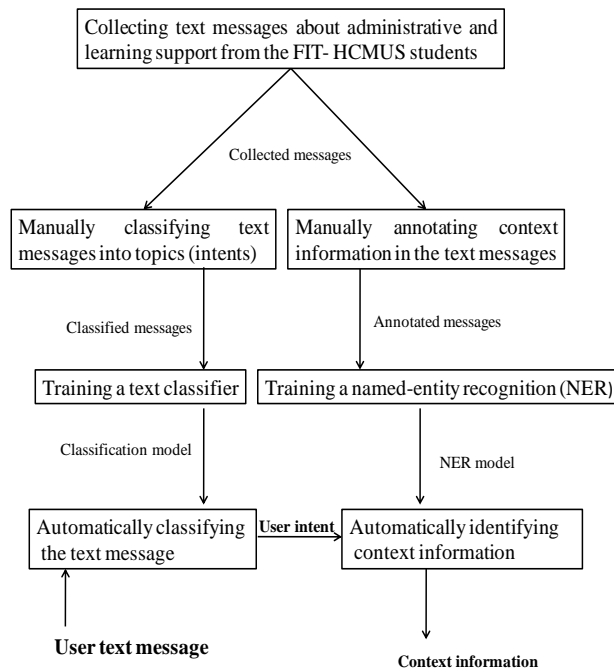 Collecting text messages about administrative and
learning support from the FIT- HCMUS students
Collected messages
Manually classifying text
messages into topics (intents)
Manually annotating context
information in the text messages
Classified messages
Annotated messages
Training a text classifier
Training a named-entity recognition (NER)
Classification model
NER model
Automatically classifying
the text message
User intent
Automatically identifying
context information
User text message
Context information